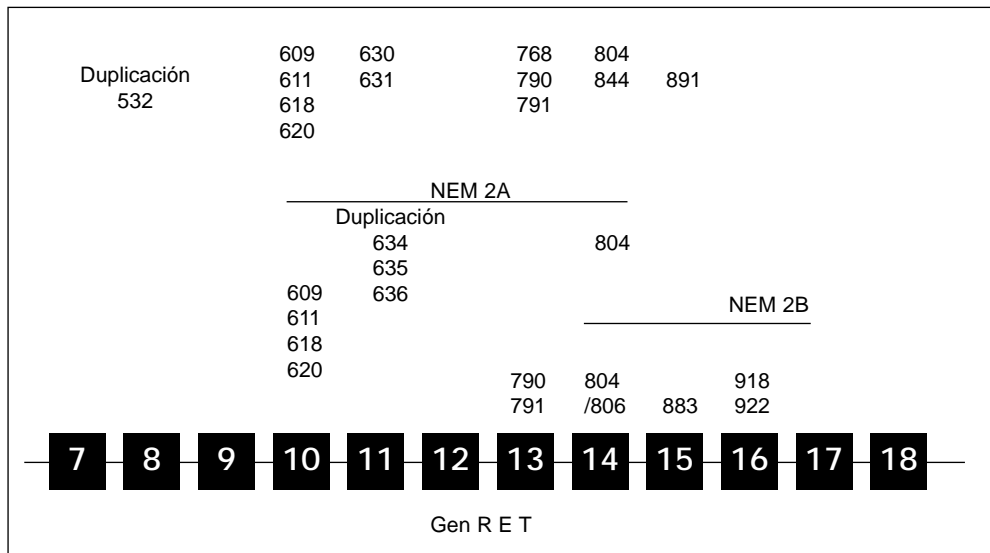 609 630 768 804
Duplicación 611 631 790 844 891
532 618 791
620
NEM 2A
Duplicación
634 804
635
609 636 NEM 2B
611
618
620
790 804 918
791 /806 883 922
7 8 9 10 11 12 13 14 15 16 17 18
Gen R E T